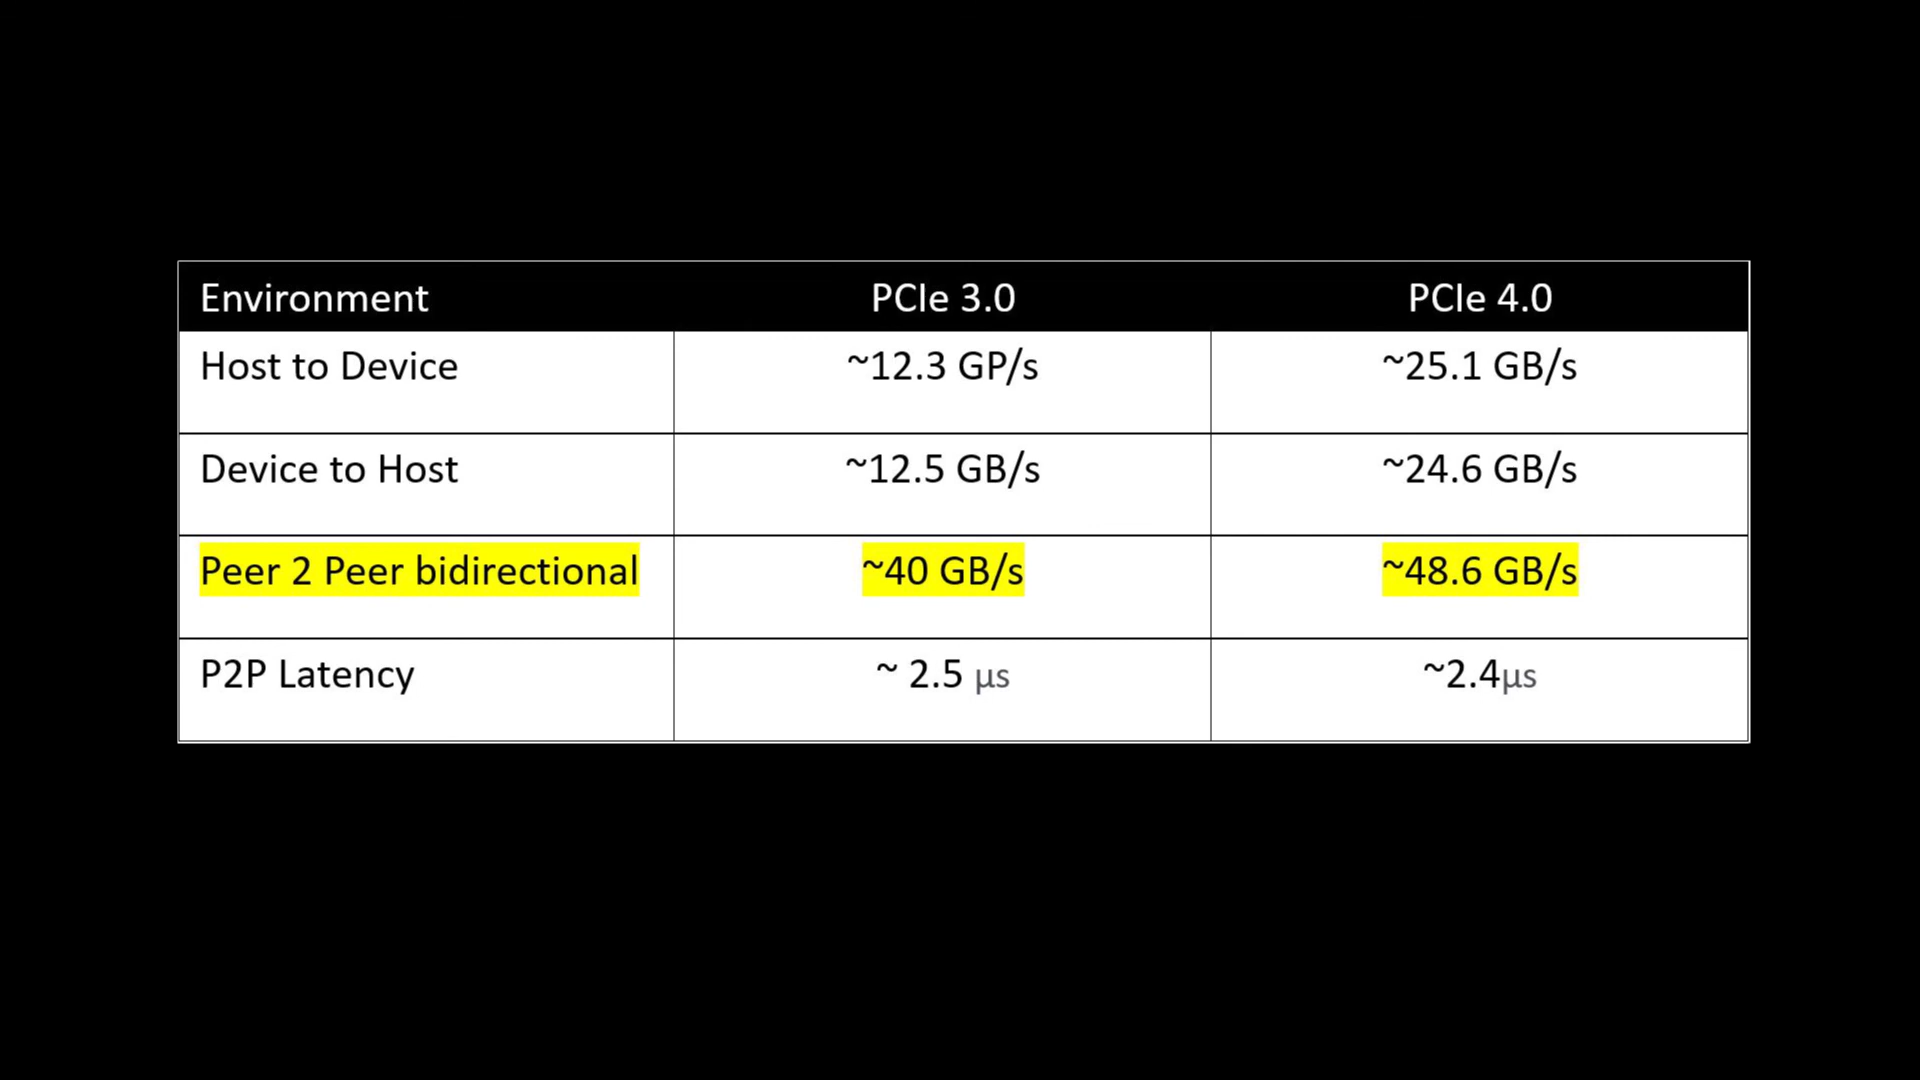 Environment PCIe 3.0 PCIe 4.0
Host to Device ~12.3 GP/s ~25.1 GB/s
Device to Host ~12.5 GB/s ~24.6 GB/s
Peer 2 Peer bidirectional ~40 GB/s ~48.6 GB/s
P2P Latency ~ 2.5 µs ~2.4µs